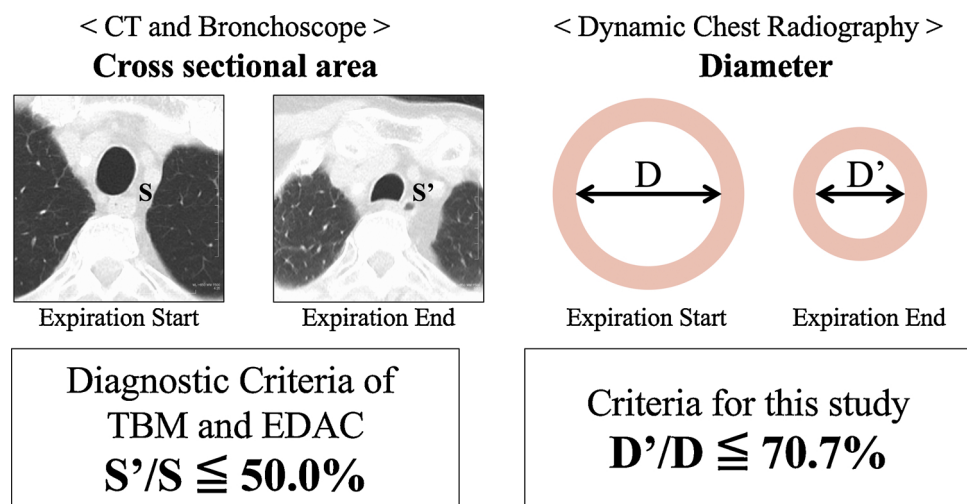 < CT and Bronchoscope >
Cross sectional area
S
S’
Expiration Start
Expiration End
Diagnostic Criteria of
TBM and EDAC
S’/S ≦ 50.0%
< Dynamic Chest Radiography >
Diameter
D
D’
Expiration Start
Expiration End
Criteria for this study
D’/D ≦ 70.7%